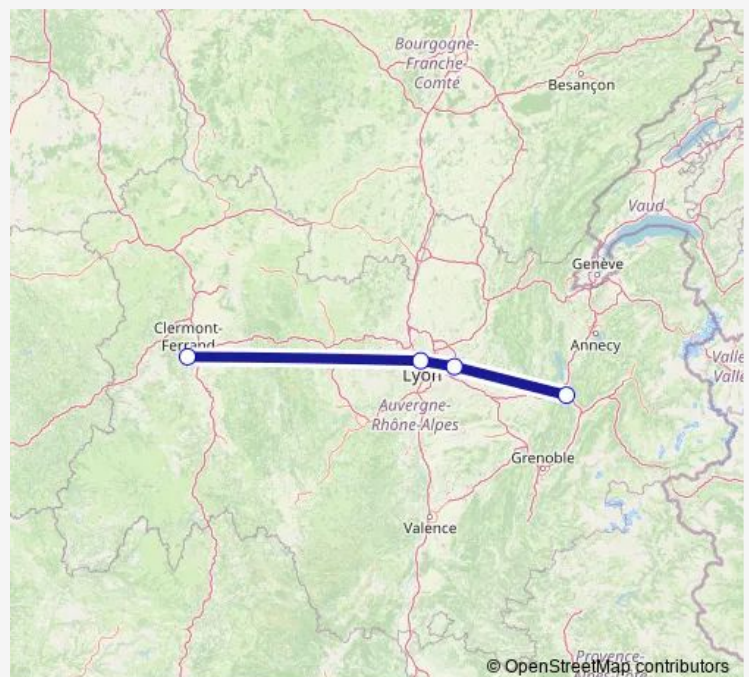 Bourgogne-
Franche-
Comté
Besançon
Vaud
Genève
Clermont-
Ferrand
Annecy
Valle
Vallé
Lyon
Auvergne-
Rhône-Alpes
Grenoble
Valence
Provence-
© OpenStreetMap contributors